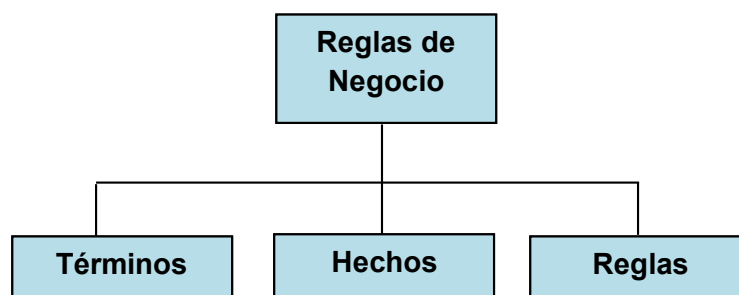 Reglas de
Negocio
Términos
Hechos
Reglas